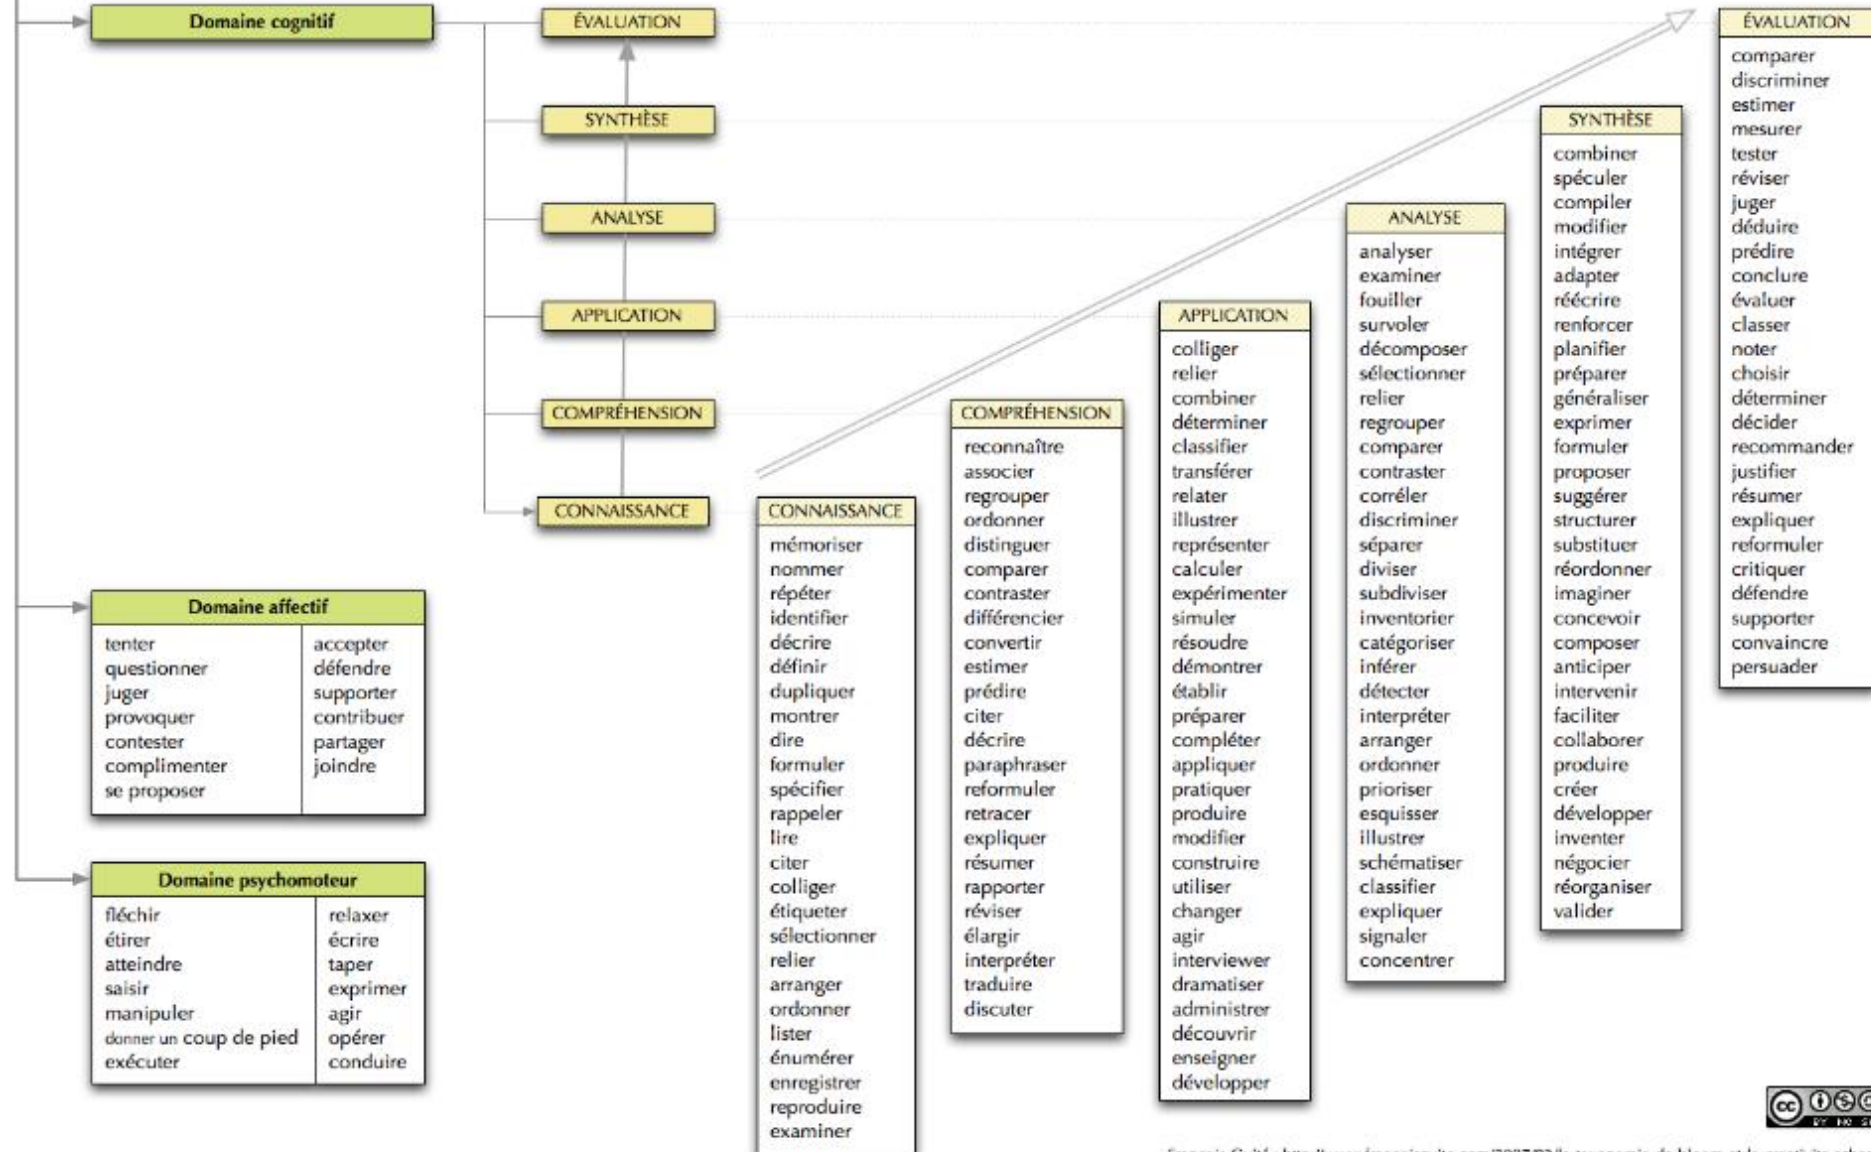 Domaine cognitif
ÉVALUATION
SYNTHÈSE
ANALYSE
APPLICATION
COMPRÉHENSION
CONNAISSANCE
Domaine affectif
tenter
questionner
juger
provoquer
contester
complimenter
se proposer
accepter
défendre
supporter
contribuer
partager
joindre
Domaine psychomoteur
fléchir
étirer
atteindre
saisir
manipuler
donner un coup de pied
exécuter
relaxer
écrire
taper
exprimer
agir
opérer
conduire
CONNAISSANCE
mémoriser
nommer
répéter
identifier
décrire
définir
dupliquer
montrer
dire
formuler
spécifier
rappeler
lire
citer
colliger
étiqueter
sélectionner
relier
arranger
ordonner
lister
énumérer
enregistrer
reproduire
examiner
COMPRÉHENSION
reconnaître
associer
regrouper
ordonner
distinguer
comparer
contraster
différencier
convertir
estimer
prédire
citer
décrire
paraphraser
reformuler
retracer
expliquer
résumer
rapporter
réviser
élargir
interpréter
traduire
discuter
APPLICATION
colliger
relier
combiner
déterminer
classifier
transférer
relater
illustrer
représenter
calculer
expérimenter
simuler
résoudre
démontrer
établir
préparer
compléter
appliquer
pratiquer
produire
modifier
construire
utiliser
changer
agir
interviewer
dramatiser
administrer
découvrir
enseigner
développer
ANALYSE
analyser
examiner
fouiller
survoler
décomposer
sélectionner
relier
regrouper
comparer
contraster
corréler
discriminer
séparer
diviser
subdiviser
inventorier
catégoriser
inférer
détecter
interpréter
arranger
ordonner
prioriser
esquisser
illustrer
schématiser
classifier
expliquer
signaler
concentrer
SYNTHÈSE
combiner
spéculer
compiler
modifier
intégrer
adapter
réécrire
renforcer
planifier
préparer
généraliser
exprimer
formuler
proposer
suggérer
structurer
substituer
réordonner
imaginer
concevoir
composer
anticiper
intervenir
faciliter
collaborer
produire
créer
développer
inventer
négocier
réorganiser
valider
ÉVALUATION
comparer
discriminer
estimer
mesurer
tester
réviser
juger
déduire
prédire
conclure
évaluer
classer
noter
choisir
déterminer
décider
recommander
justifier
résumer
expliquer
reformuler
critiquer
défendre
supporter
convaincre
persuader
cc
BY NC